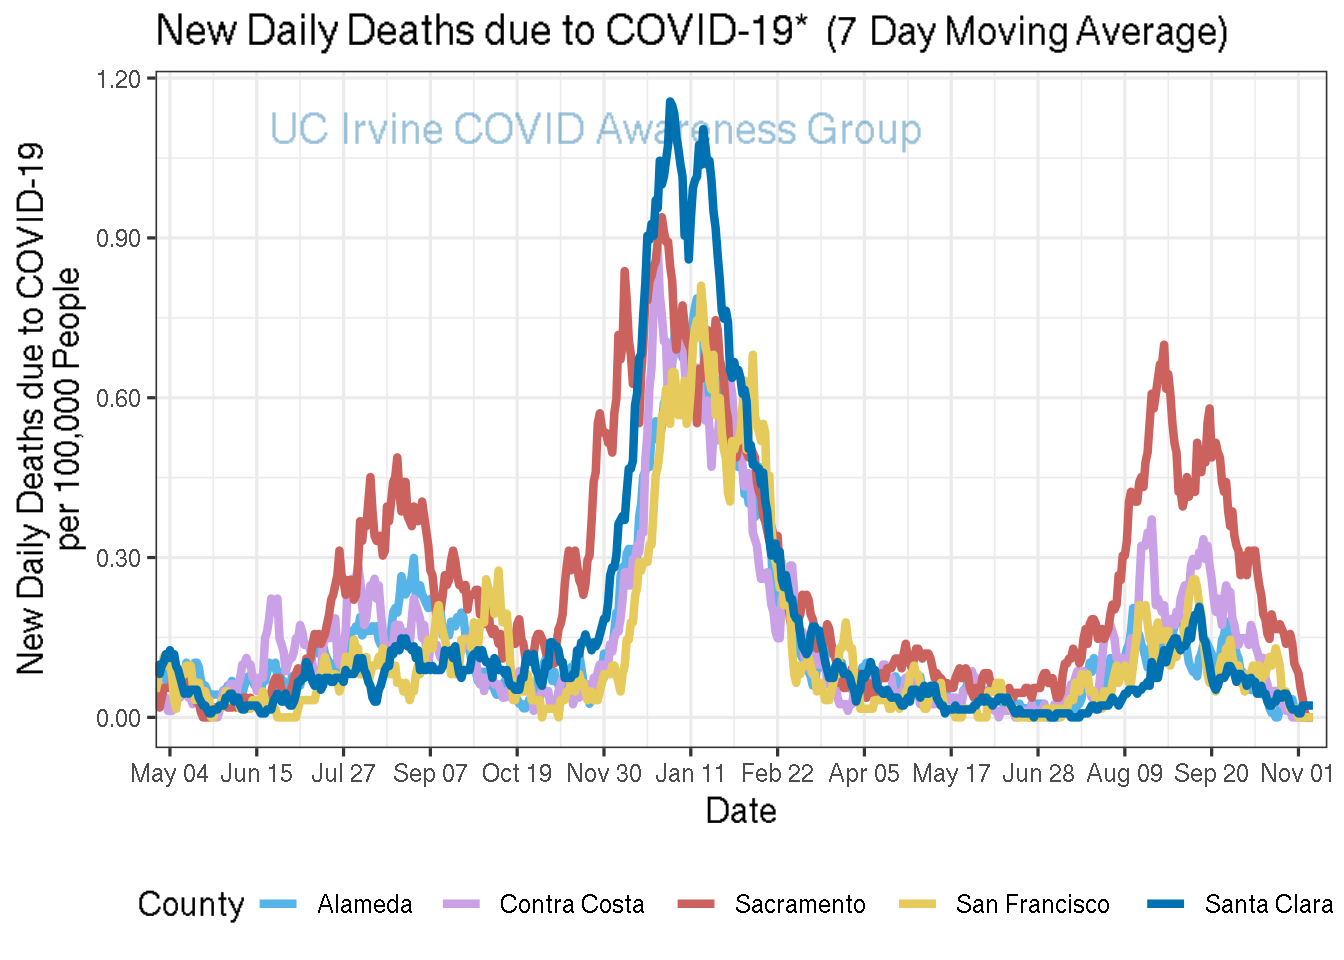 New Daily Deaths due to COVID-19* (7 Day Moving Average)
UC Irvine COVID Awareness Group
New Daily Deaths due to COVID-19
per 100,000 People
1.20
0.90
0.60
0.30
0.00
May 04 Jun 15 Jul 27 Sep 07 Oct 19 Nov 30 Jan 11 Feb 22 Apr 05 May 17 Jun 28 Aug 09 Sep 20 Nov 01
Date
County Alameda Contra Costa Sacramento San Francisco Santa Clara